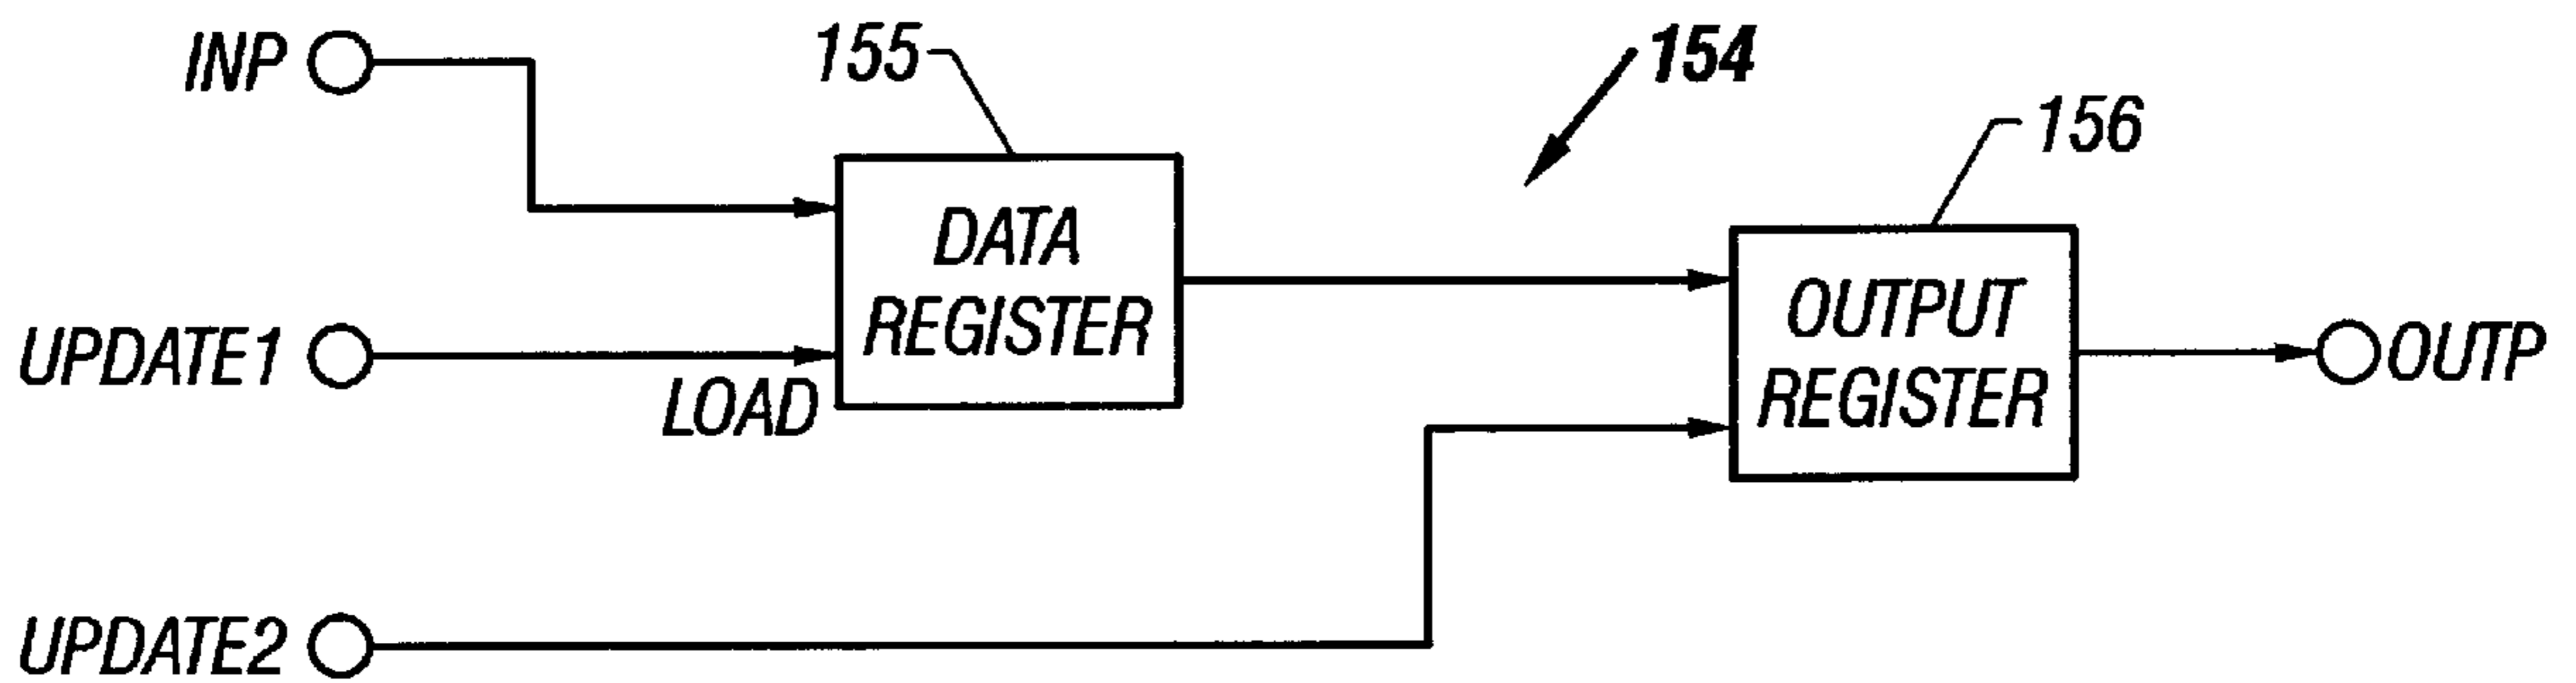 INP
155
154
156
DATA
REGISTER
OUTPUT
REGISTER
UPDATE1
LOAD
OUTP
UPDATE2